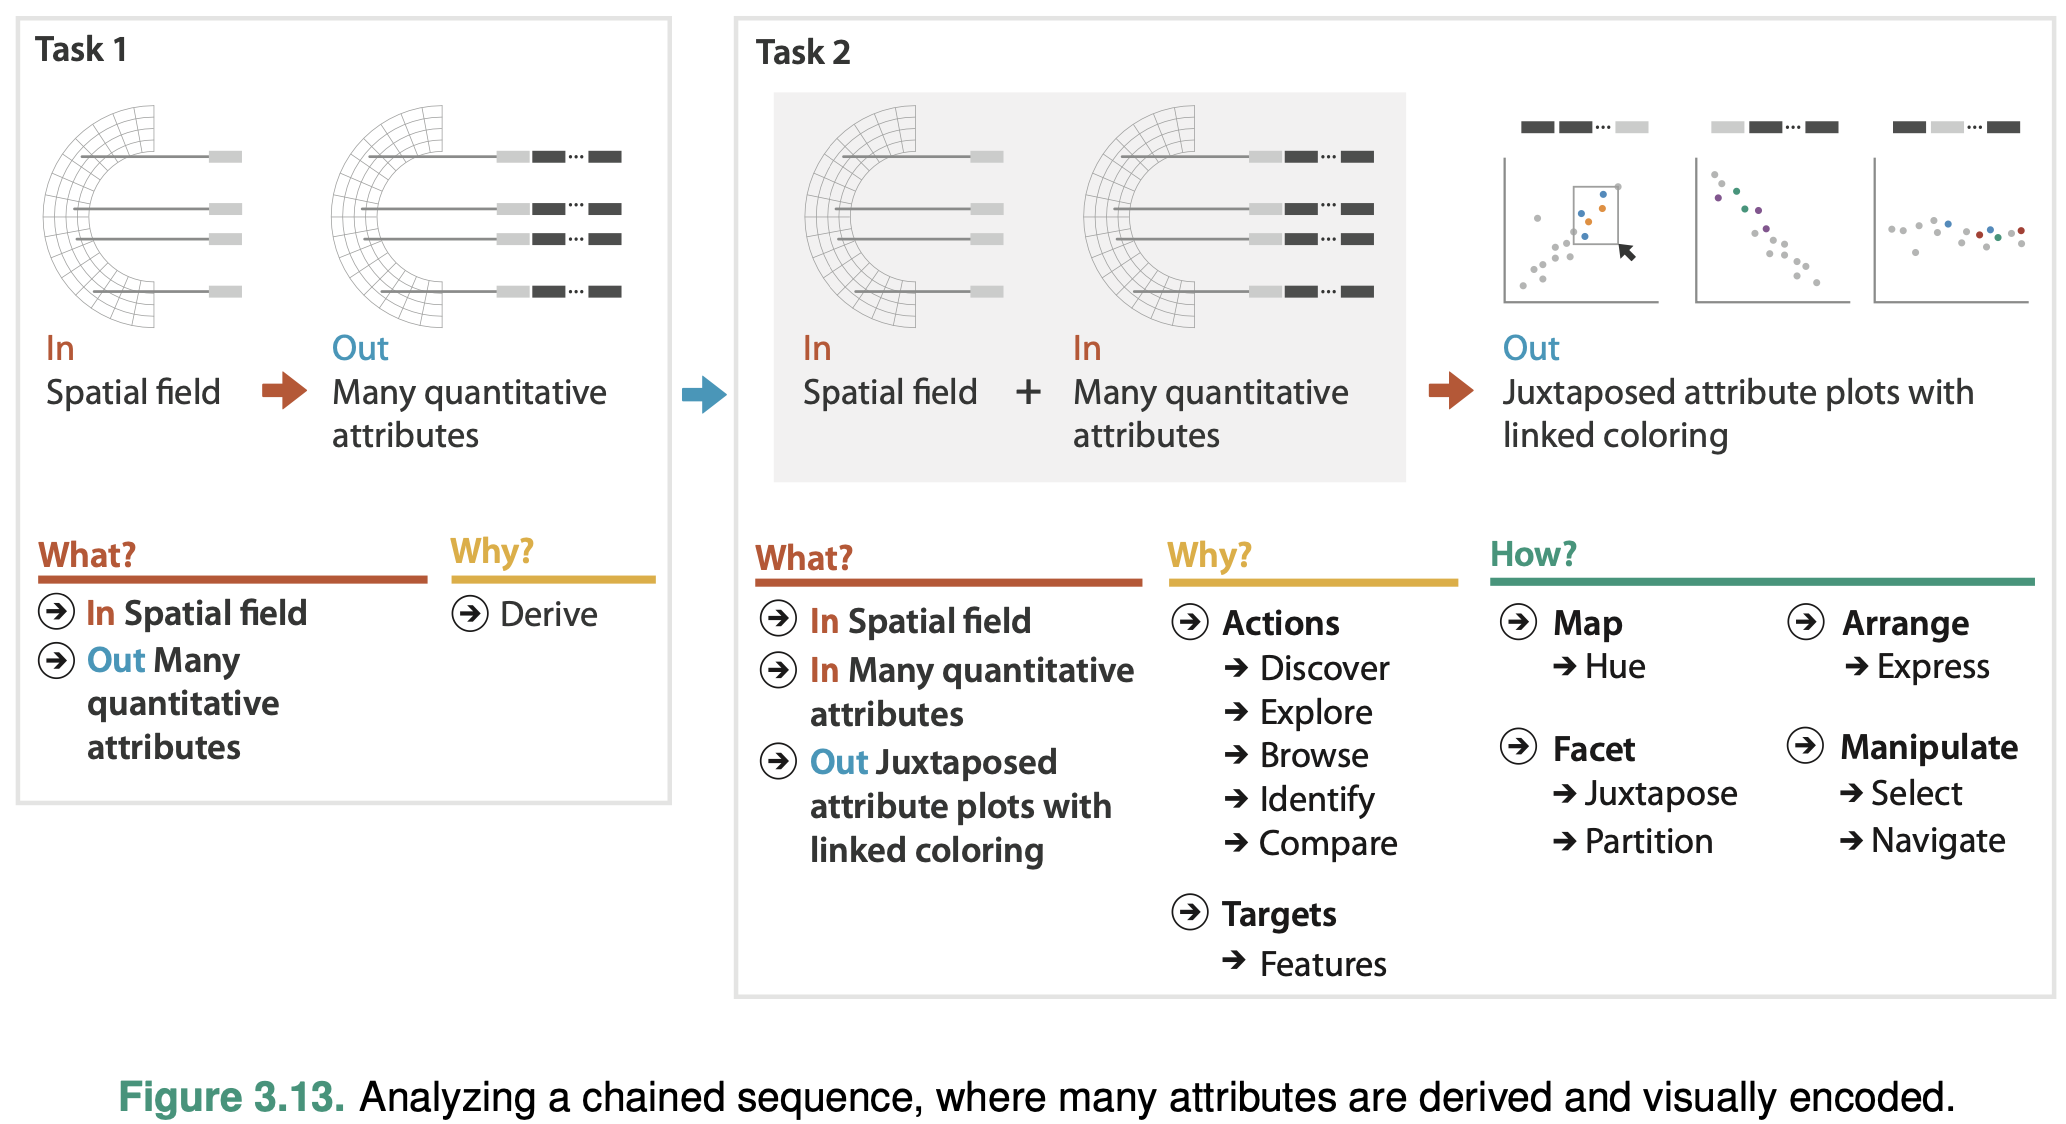 Task 1
In
Spatial field
Out
Many quantitative
attributes
What?
In Spatial field
Out Many
quantitative
attributes
Why?
Derive
Task 2
In
Spatial field
+
In
Many quantitative
attributes
Out
Juxtaposed attribute plots with
linked coloring
What?
In Spatial field
In Many quantitative
attributes
Out Juxtaposed
attribute plots with
linked coloring
Why?
Actions
Discover
Explore
Browse
Identify
Compare
Targets
Features
How?
Map
Hue
Facet
Juxtapose
Partition
Arrange
Express
Manipulate
Select
Navigate
Figure 3.13. Analyzing a chained sequence, where many attributes are derived and visually encoded.